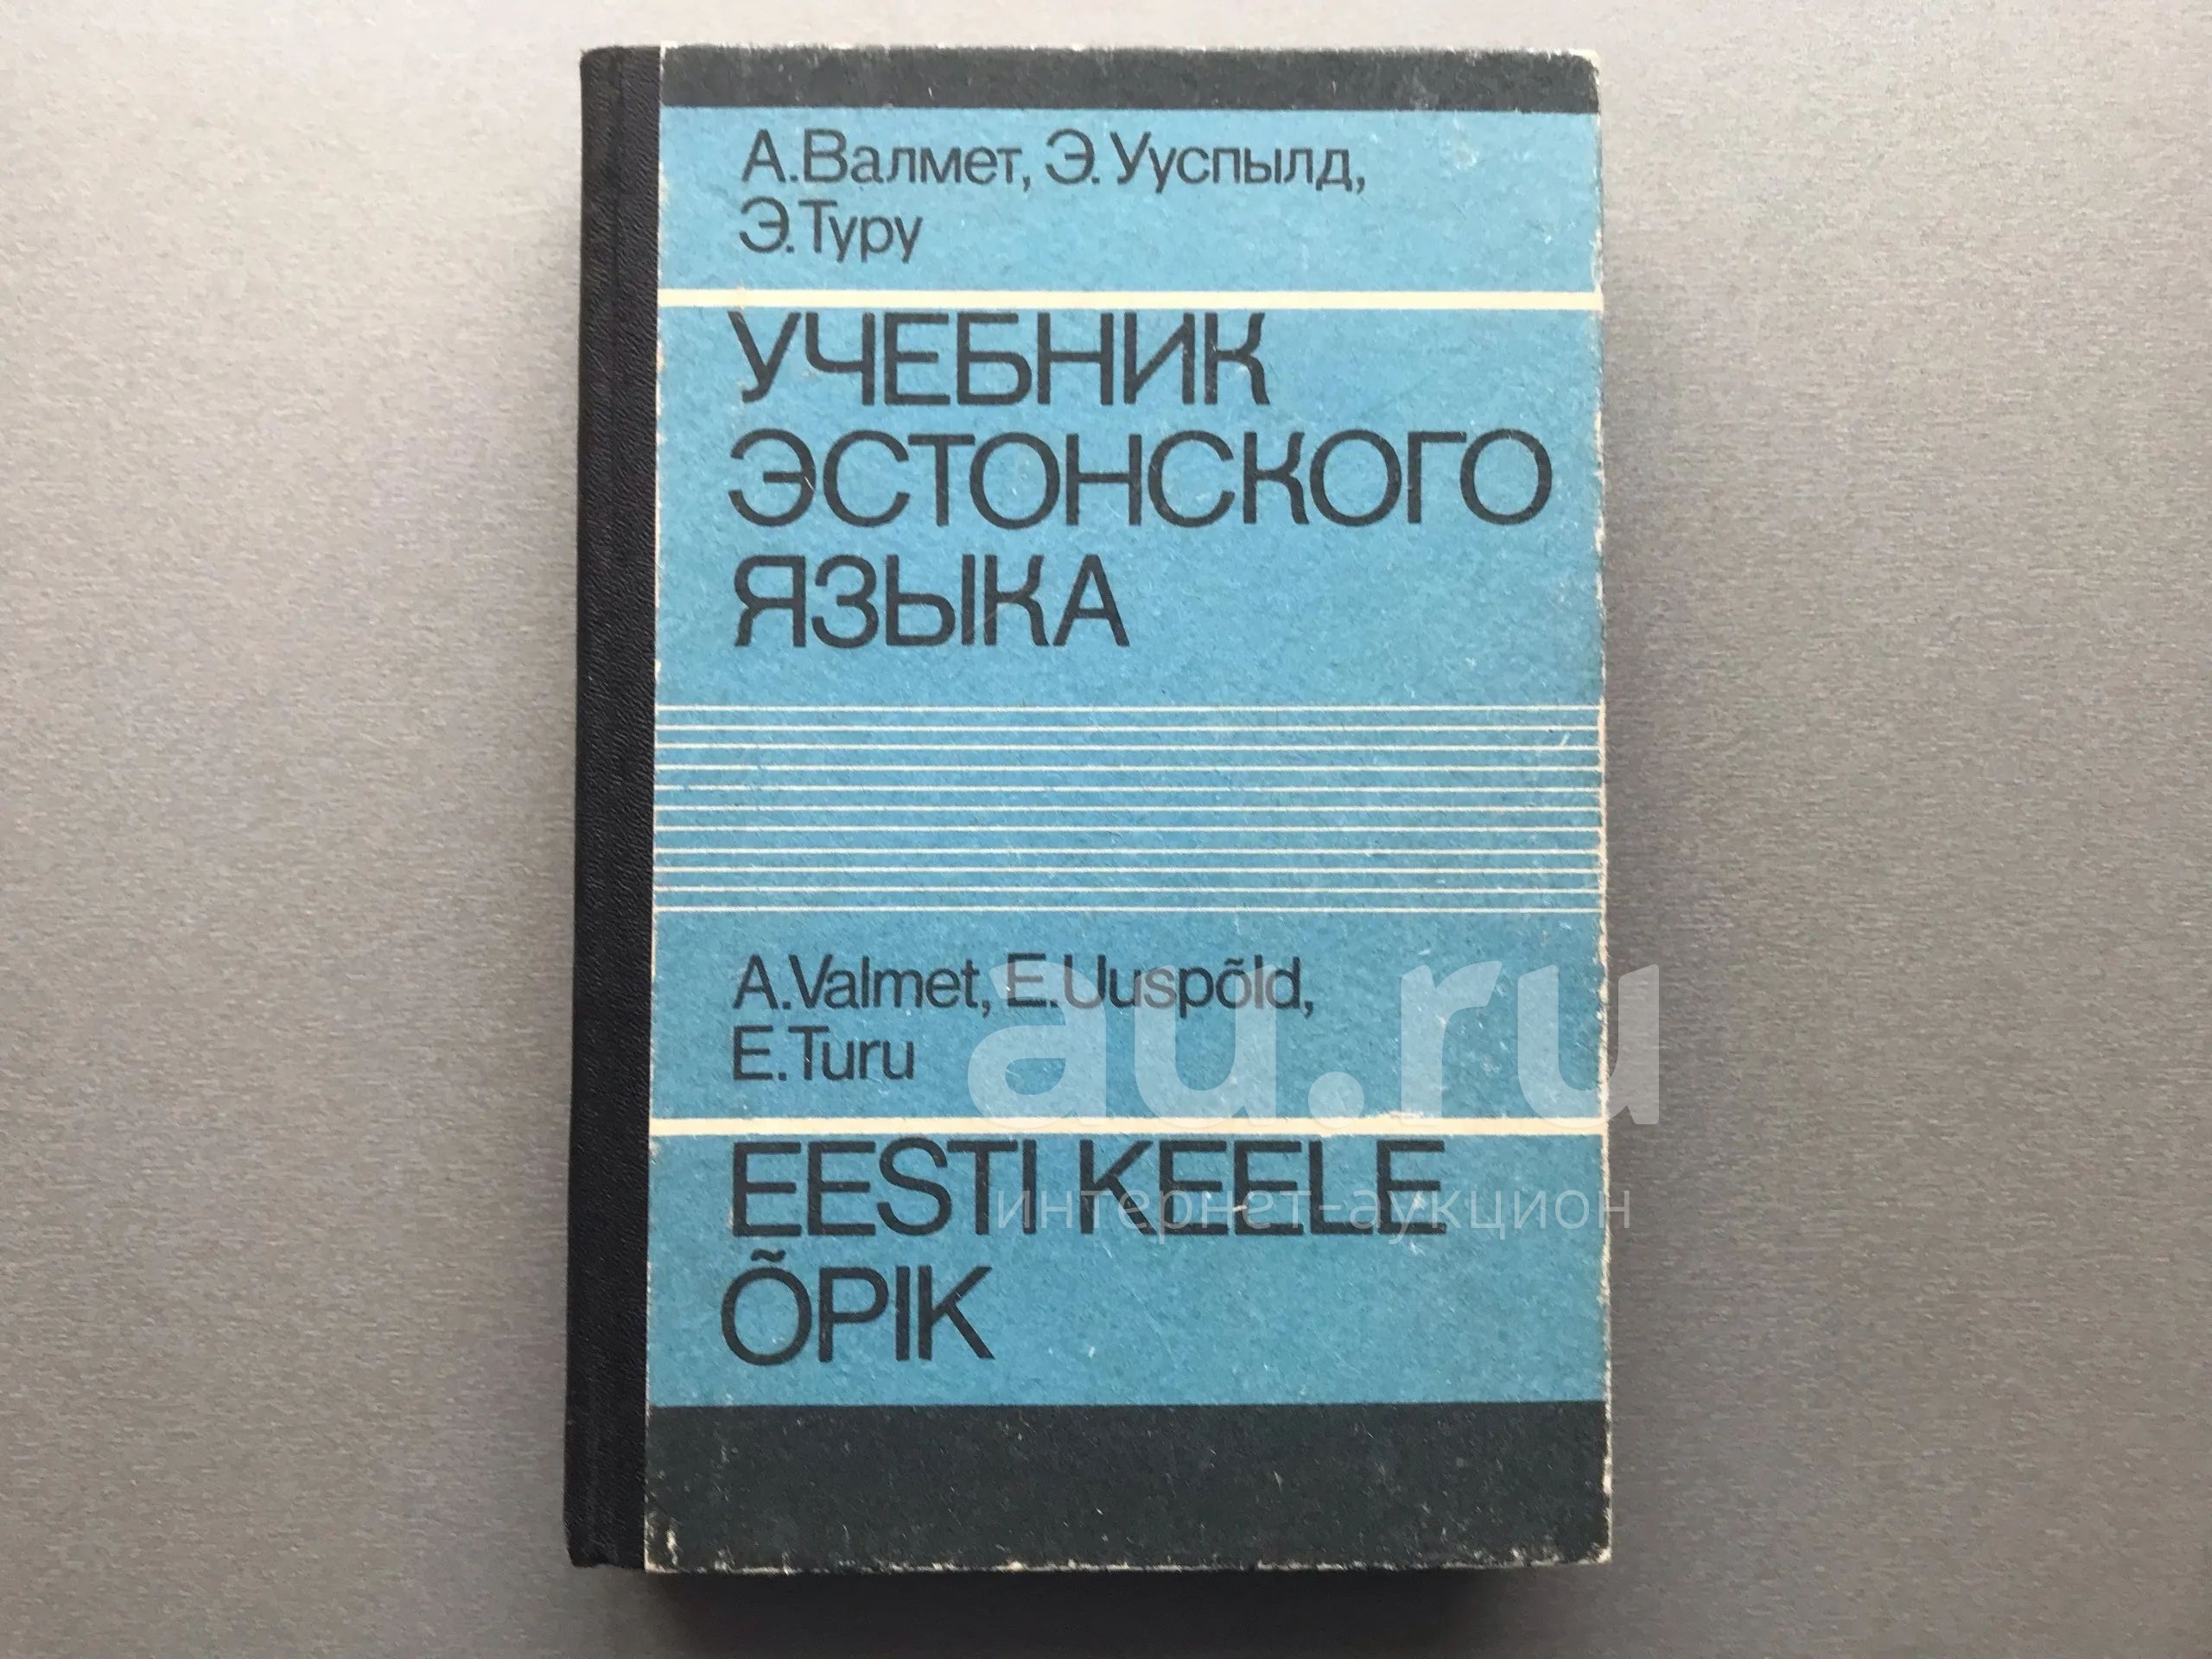 А.Валмет, Э.Ууспылд,
Э.Туру
УЧЕБНИК
ЭСТОНСКОГО
ЯЗЫКА
A.Valmet, E.Uuspõld,
E.Turu
au.ru
EESTI KEELE
интернет-аукцион
ÕPIK